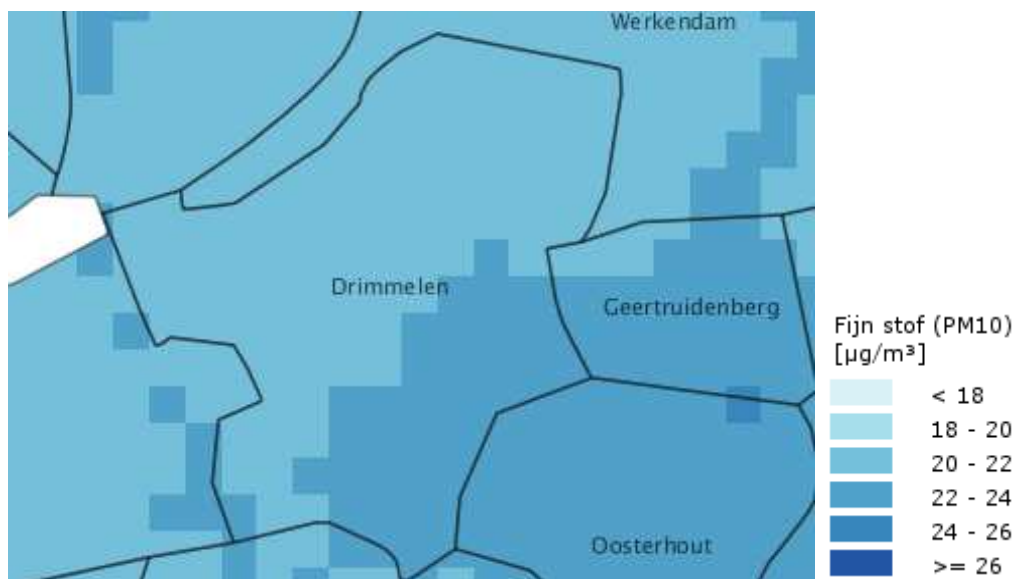 Werkendam
Drimmelen
Geertruidenberg
Oosterhout
Fijn stof (PM10)
[µg/m³]
< 18
18 - 20
20 - 22
22 - 24
24 - 26
>= 26